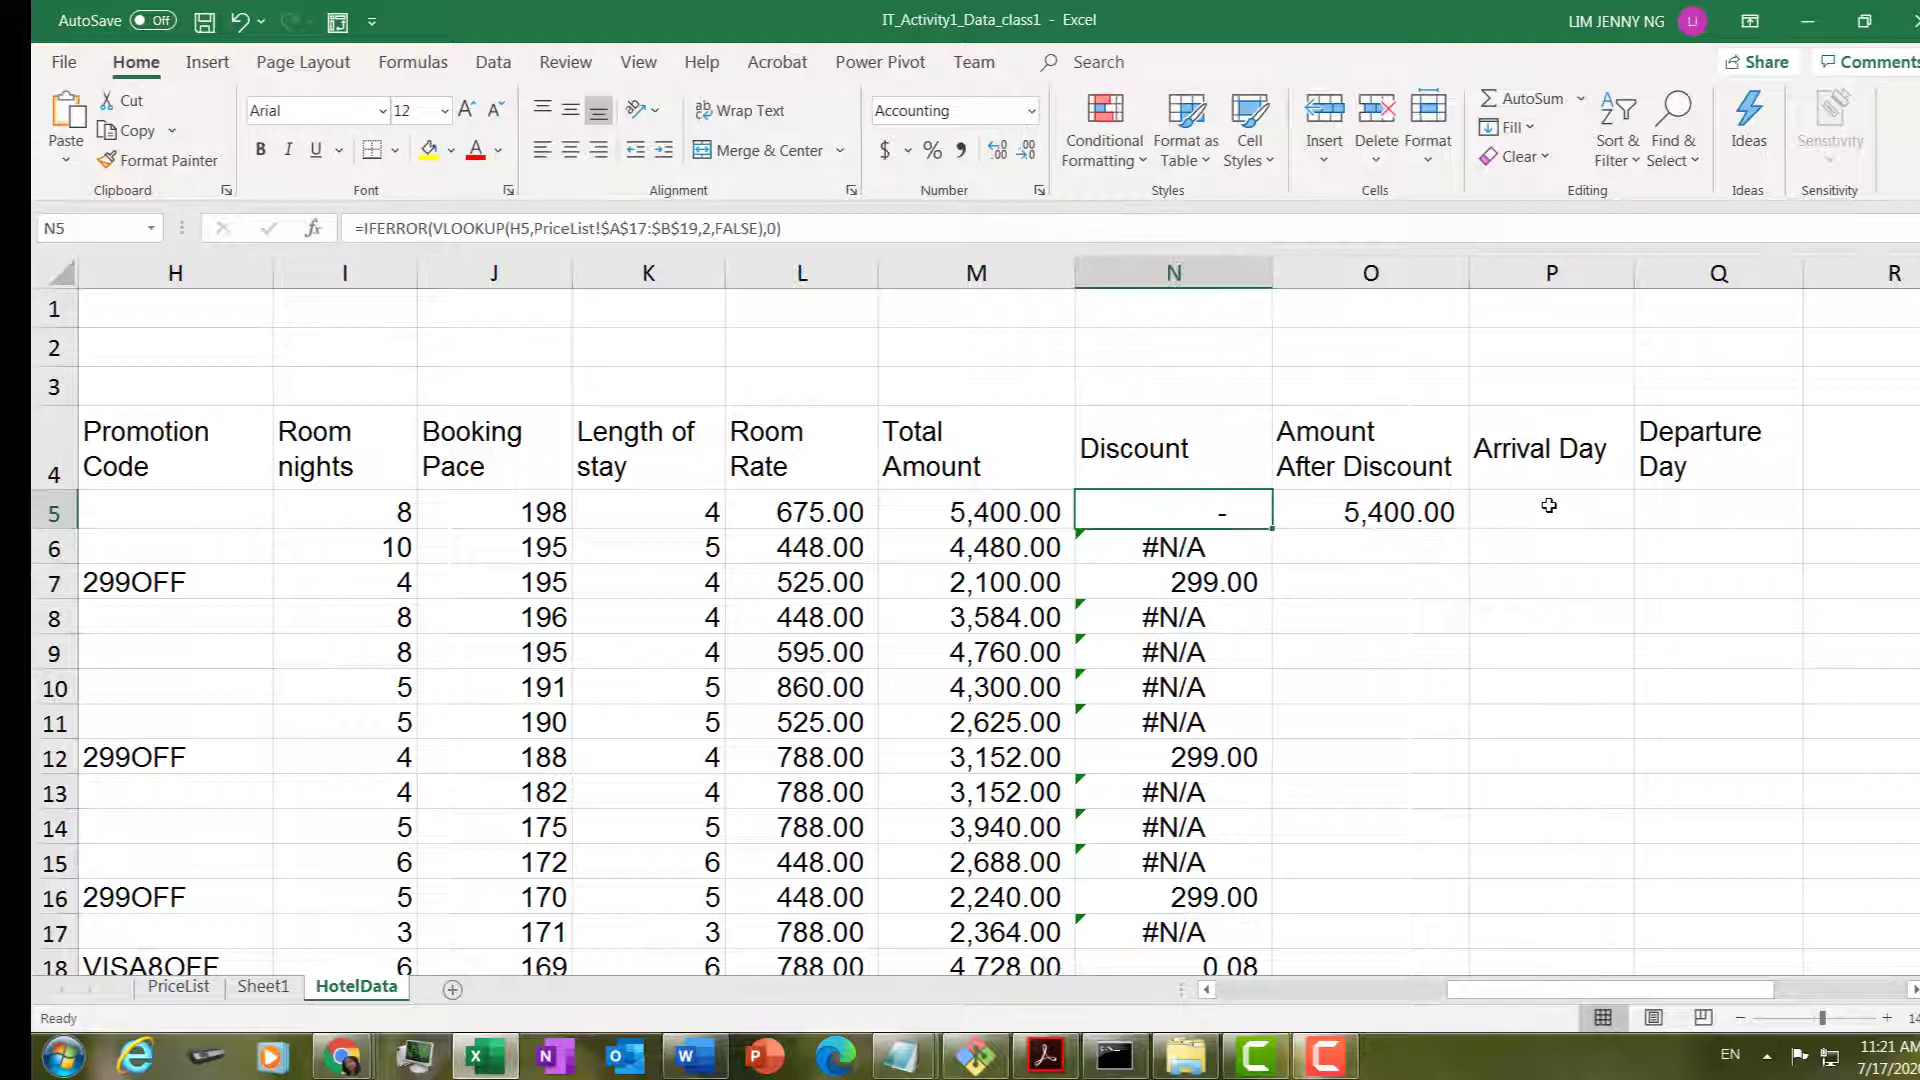 AutoSave Off IT_Activity1_Data_class1 - Excel LIM JENNY NG LI
File Home Insert Page Layout Formulas Data Review View Help Acrobat Power Pivot Team Search Share Comments
Paste Cut Copy Format Painter Clipboard
Arial 12 B I U A Font
Wrap Text Merge & Center Alignment
Accounting $ % Number
Conditional Formatting Format as Table Cell Styles Styles
Insert Delete Format Cells
AutoSum Fill Clear Sort & Filter Find & Select Editing
Ideas Ideas
Sensitivity Sensitivity
N5 fx =IFERROR(VLOOKUP(H5,PriceList!$A$17:$B$19,2,FALSE),0)
H I J K L M N O P Q R
1
2
3
4 Promotion Code Room nights Booking Pace Length of stay Room Rate Total Amount Discount Amount After Discount Arrival Day Departure Day
5 8 198 4 675.00 5,400.00 - 5,400.00
6 10 195 5 448.00 4,480.00 #N/A
7 299OFF 4 195 4 525.00 2,100.00 299.00
8 8 196 4 448.00 3,584.00 #N/A
9 8 195 4 595.00 4,760.00 #N/A
10 5 191 5 860.00 4,300.00 #N/A
11 5 190 5 525.00 2,625.00 #N/A
12 299OFF 4 188 4 788.00 3,152.00 299.00
13 4 182 4 788.00 3,152.00 #N/A
14 5 175 5 788.00 3,940.00 #N/A
15 6 172 6 448.00 2,688.00 #N/A
16 299OFF 5 170 5 448.00 2,240.00 299.00
17 3 171 3 788.00 2,364.00 #N/A
18 VISA8OFF 6 169 6 788.00 4,728.00 0.08
PriceList Sheet1 HotelData
Ready
EN 11:21 AM